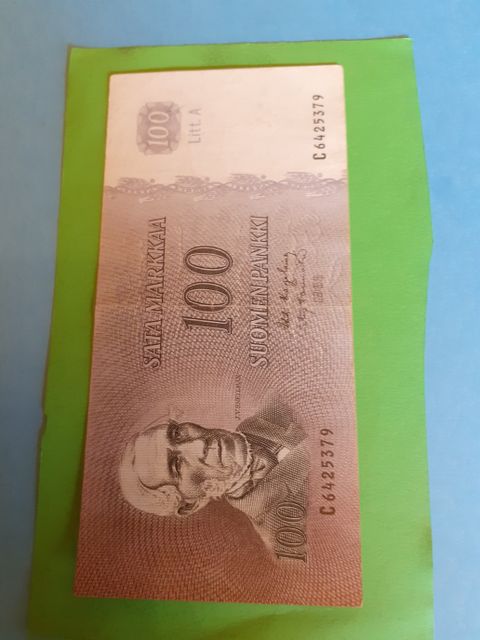 100
Litt. A
C6425379
SATA MARKKAA
100
SUOMEN PANKKI
C6425379
100